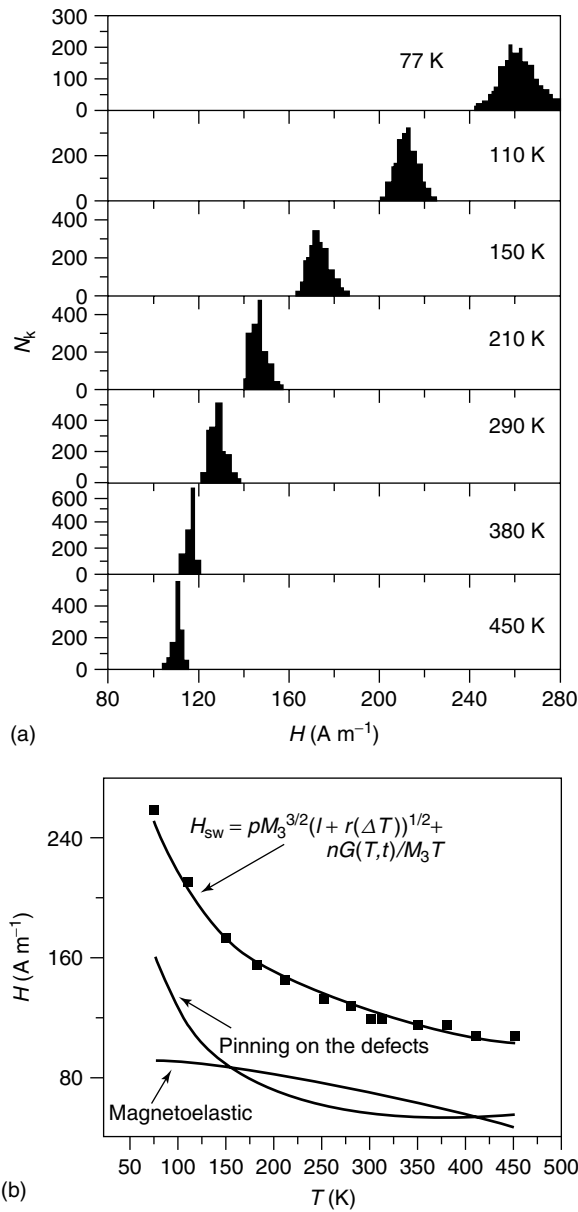 300
200
100
0
77 K
200
0
110 K
400
200
0
150 K
400
200
0
210 K
400
200
0
290 K
600
400
200
0
380 K
400
200
0
450 K
N_k
80 120 160 200 240 280
(a)
H (A m⁻¹)
H_sw = pM₃^3/2(l + r(ΔT))^1/2 +
nG(T,t)/M₃T
240
160
80
H (A m⁻¹)
Pinning on the defects
Magnetoelastic
50 100 150 200 250 300 350 400 450 500
(b)
T (K)